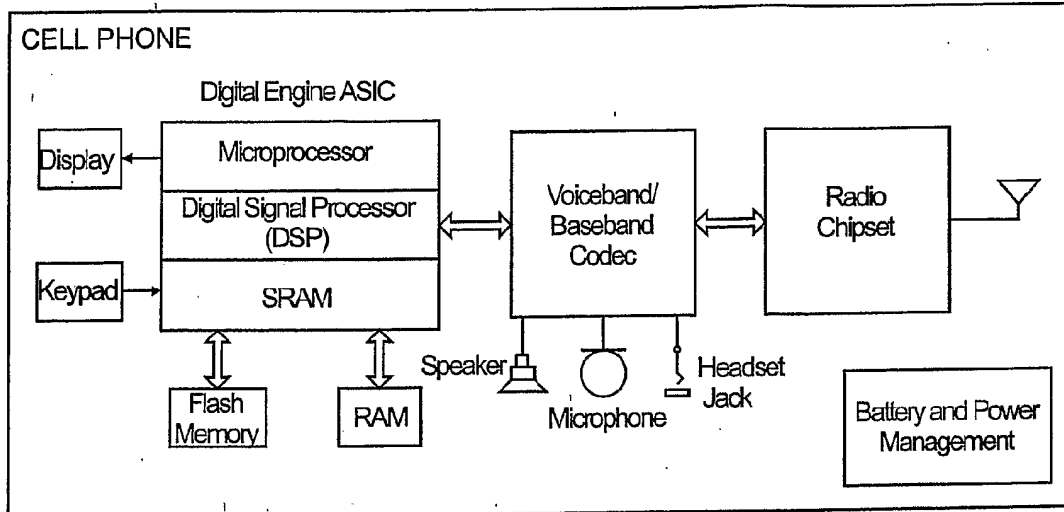 CELL PHONE
Digital Engine ASIC
Display
Microprocessor
Digital Signal Processor
(DSP)
Keypad
SRAM
Voiceband/
Baseband
Codec
Radio
Chipset
Speaker
Microphone
Headset
Jack
Flash
Memory
RAM
Battery and Power
Management